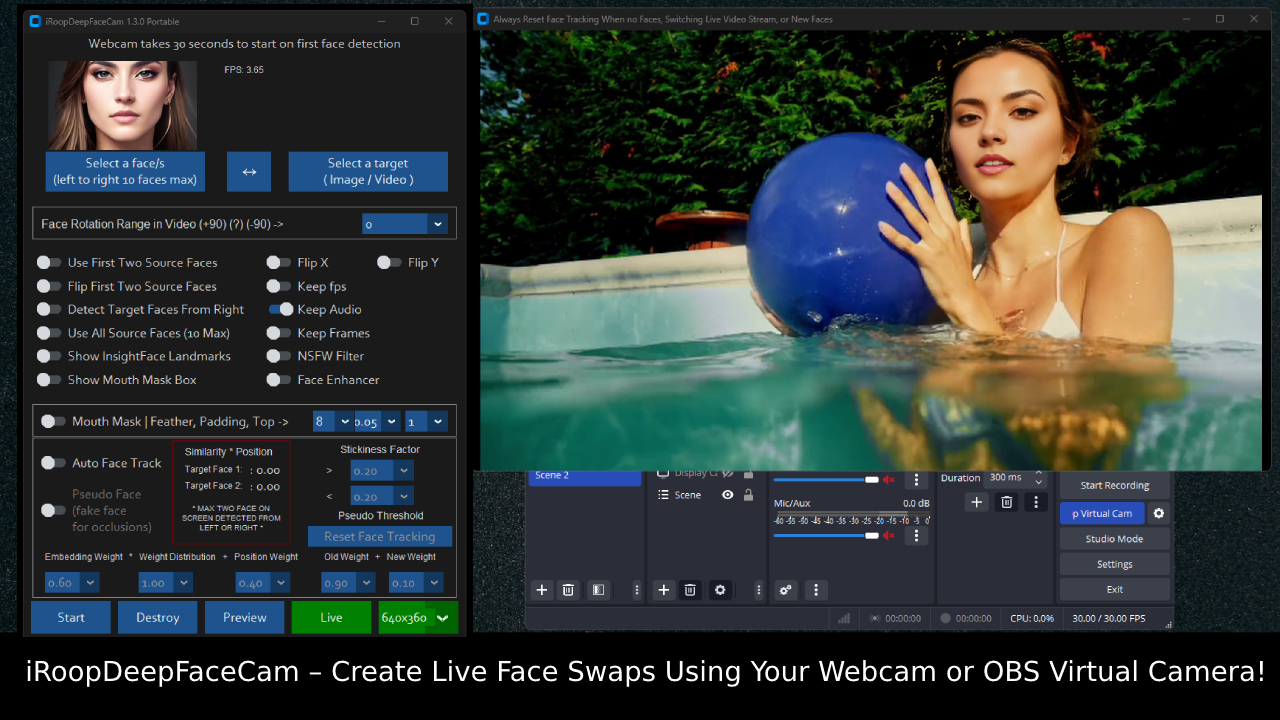 iRoopDeepFaceCam 1.3.0 Portable
Webcam takes 30 seconds to start on first face detection
FPS: 3.65
Select a face/s
(left to right 10 faces max)
↔
Select a target
( Image / Video )
Face Rotation Range in Video (+90) (?) (-90) ->
0
Use First Two Source Faces
Flip X
Flip Y
Flip First Two Source Faces
Keep fps
Detect Target Faces From Right
Keep Audio
Use All Source Faces (10 Max)
Keep Frames
Show InsightFace Landmarks
NSFW Filter
Show Mouth Mask Box
Face Enhancer
Mouth Mask | Feather, Padding, Top ->
8
0.05
1
Auto Face Track
Pseudo Face
(fake face
for occlusions)
Similarity * Position
Target Face 1: : 0.00
Target Face 2: : 0.00
* MAX TWO FACE ON
SCREEN DETECTED FROM
LEFT OR RIGHT *
Stickiness Factor
> 0.20
< 0.20
Pseudo Threshold
Reset Face Tracking
Embedding Weight * Weight Distribution + Position Weight
Old Weight + New Weight
0.60
1.00
0.40
0.90
0.10
Start
Destroy
Preview
Live
640x360
Always Reset Face Tracking When no Faces, Switching Live Video Stream, or New Faces
Scene 2
Scene
Mic/Aux
0.0 dB
-60 -55 -50 -45 -40 -35 -30 -25 -20 -15 -10 -5 0
Duration
300 ms
Start Recording
p Virtual Cam
Studio Mode
Settings
Exit
00:00:00
00:00:00
CPU: 0.0%
30.00 / 30.00 FPS
iRoopDeepFaceCam – Create Live Face Swaps Using Your Webcam or OBS Virtual Camera!